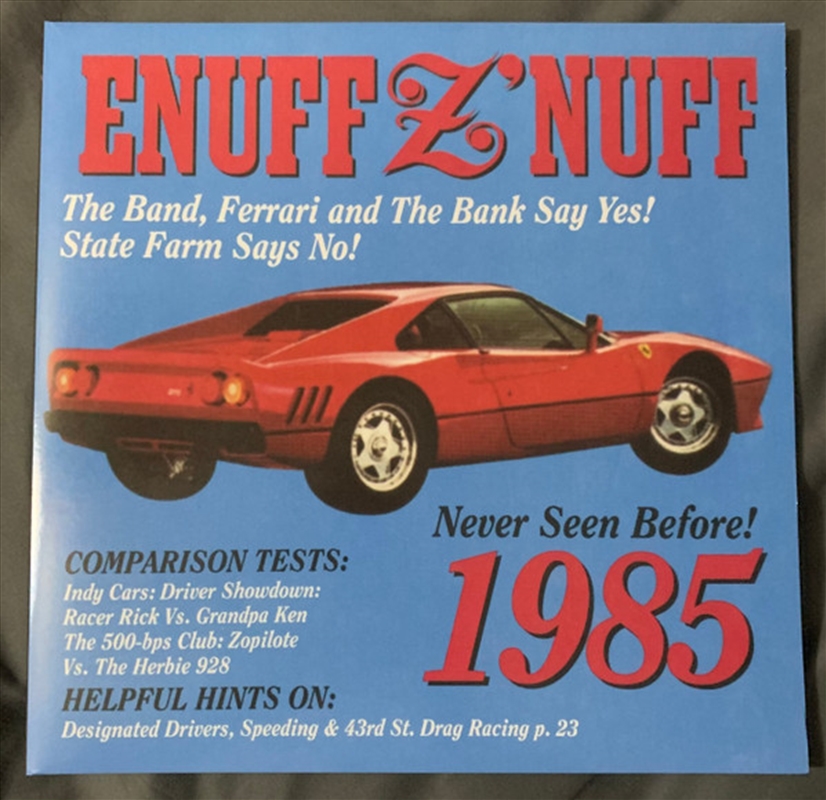 ENUFF Z'NUFF
The Band, Ferrari and The Bank Say Yes!
State Farm Says No!
Never Seen Before!
1985
COMPARISON TESTS:
Indy Cars: Driver Showdown:
Racer Rick Vs. Grandpa Ken
The 500-bps Club: Zopilote
Vs. The Herbie 928
HELPFUL HINTS ON:
Designated Drivers, Speeding & 43rd St. Drag Racing p. 23